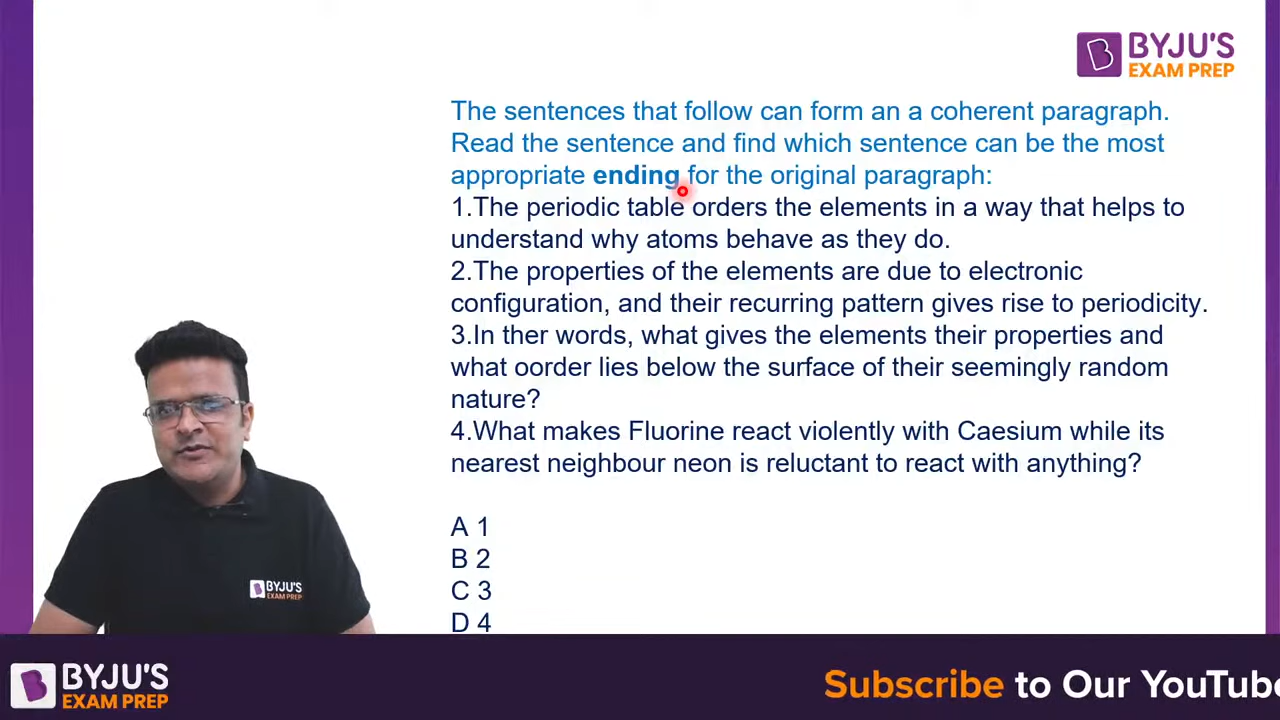 BYJU'S
EXAM PREP
The sentences that follow can form an a coherent paragraph.
Read the sentence and find which sentence can be the most
appropriate ending for the original paragraph:
1.The periodic table orders the elements in a way that helps to
understand why atoms behave as they do.
2.The properties of the elements are due to electronic
configuration, and their recurring pattern gives rise to periodicity.
3.In ther words, what gives the elements their properties and
what oorder lies below the surface of their seemingly random
nature?
4.What makes Fluorine react violently with Caesium while its
nearest neighbour neon is reluctant to react with anything?
A 1
B 2
C 3
D 4
BYJU'S
EXAM PREP
BYJU'S
EXAM PREP
Subscribe to Our YouTube